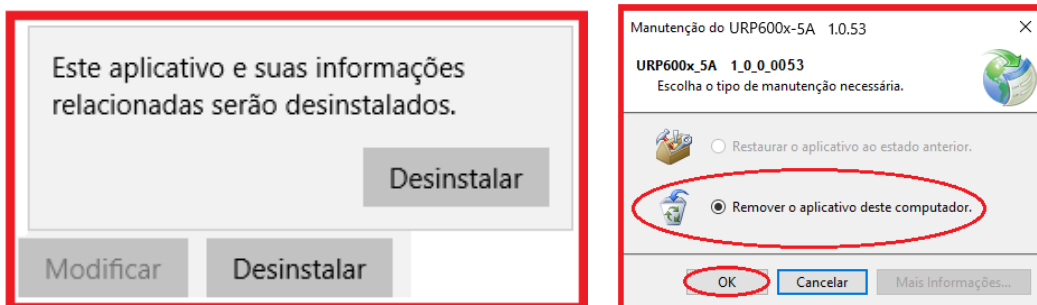 Este aplicativo e suas informações
relacionadas serão desinstalados.
Desinstalar
Modificar
Desinstalar
Manutenção do URP600x-5A 1.0.53
URP600x_5A 1_0_0_0053
Escolha o tipo de manutenção necessária.
Restaurar o aplicativo ao estado anterior.
Remover o aplicativo deste computador.
OK
Cancelar
Mais Informações...